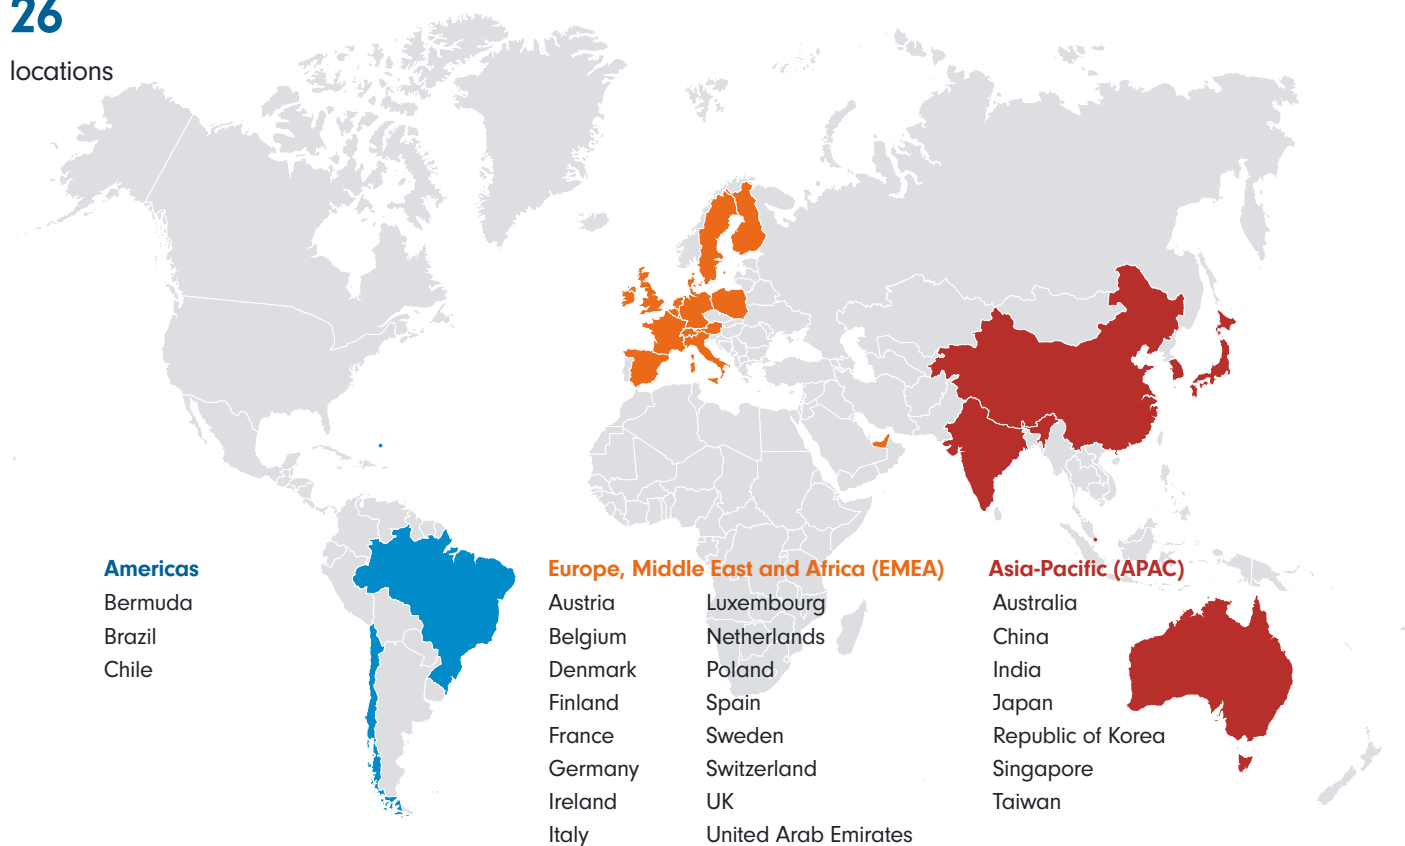 26
locations
Americas
Bermuda
Brazil
Chile
Europe, Middle East and Africa (EMEA)
Austria
Belgium
Denmark
Finland
France
Germany
Ireland
Italy
Luxembourg
Netherlands
Poland
Spain
Sweden
Switzerland
UK
United Arab Emirates
Asia-Pacific (APAC)
Australia
China
India
Japan
Republic of Korea
Singapore
Taiwan